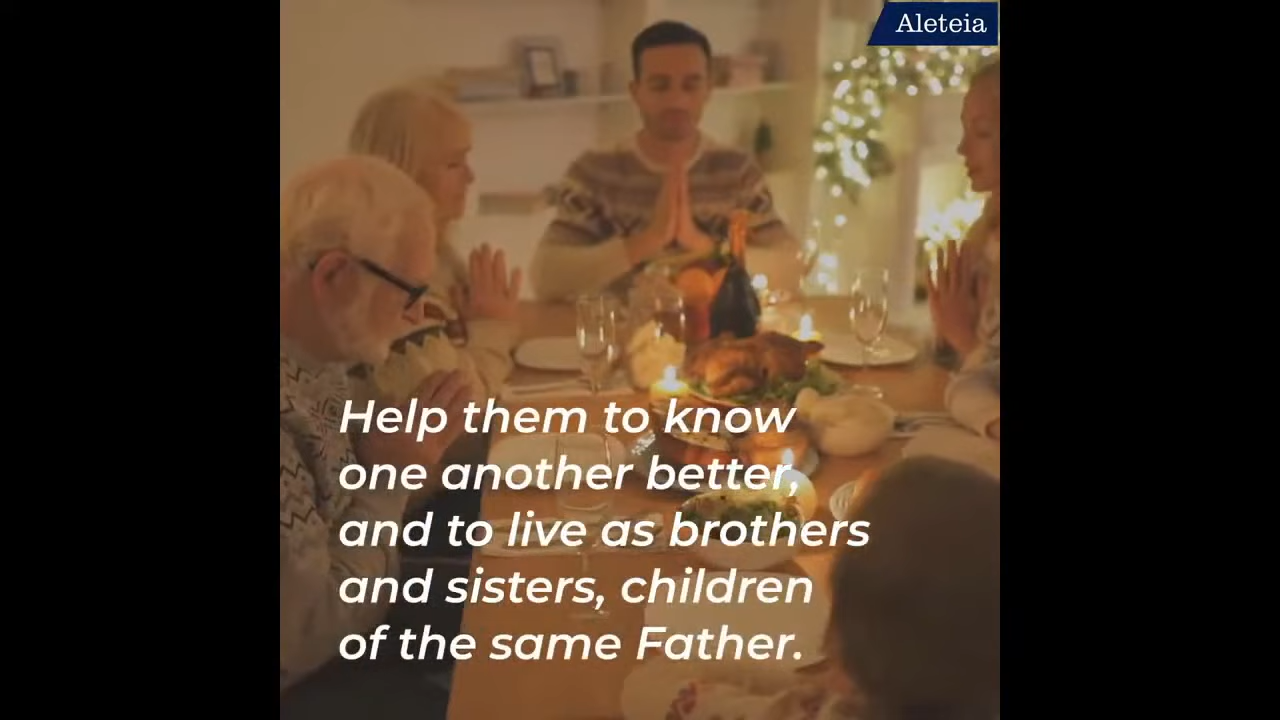 Aleteia
Help them to know
one another better,
and to live as brothers
and sisters, children
of the same Father.